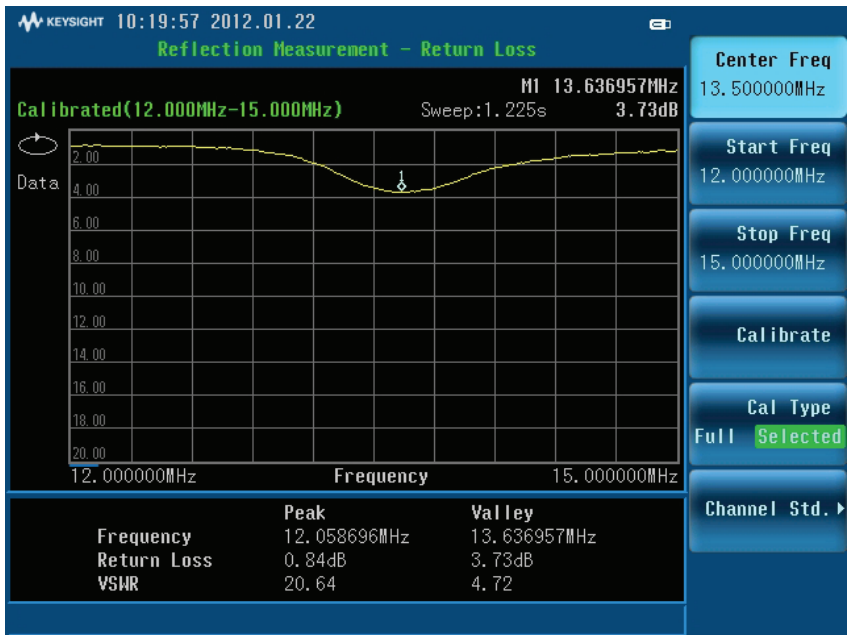 KEYSIGHT 10:19:57 2012.01.22
Reflection Measurement - Return Loss
M1 13.636957MHz
Calibrated(12.000MHz-15.000MHz) Sweep:1.225s 3.73dB
Data
1
2.00
4.00
6.00
8.00
10.00
12.00
14.00
16.00
18.00
20.00
12.000000MHz Frequency 15.000000MHz
Peak Valley
Frequency 12.058696MHz 13.636957MHz
Return Loss 0.84dB 3.73dB
VSWR 20.64 4.72
Center Freq
13.500000MHz
Start Freq
12.000000MHz
Stop Freq
15.000000MHz
Calibrate
Cal Type
Full Selected
Channel Std.